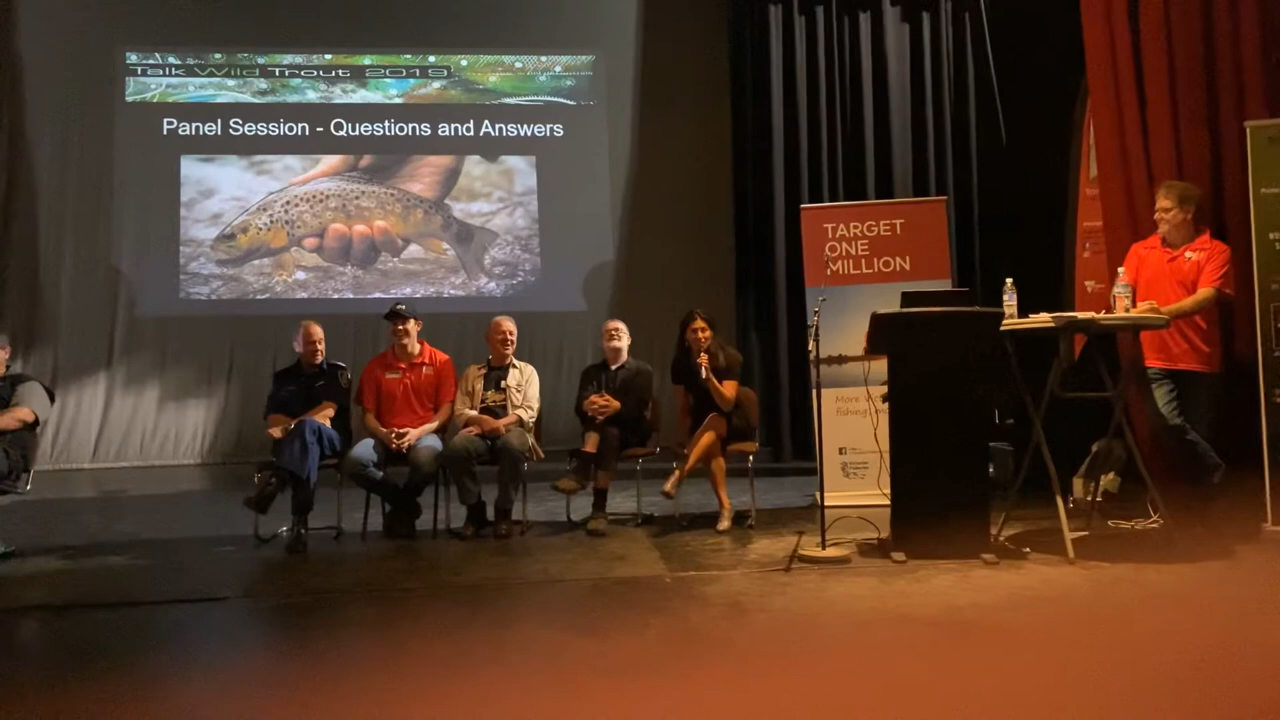 Talk Wild Trout 2019
Panel Session - Questions and Answers
TARGET
ONE
MILLION
More
fishing,